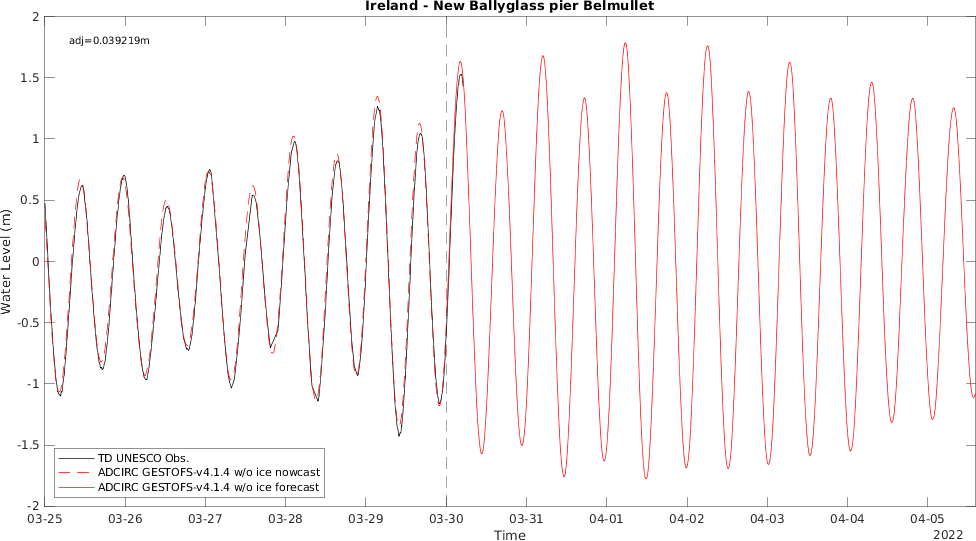 Ireland - New Ballyglass pier Belmullet
adj=0.039219m
2
1.5
1
0.5
0
-0.5
-1
-1.5
-2
Water Level (m)
TD UNESCO Obs.
ADCIRC GESTOFS-v4.1.4 w/o ice nowcast
ADCIRC GESTOFS-v4.1.4 w/o ice forecast
03-25 03-26 03-27 03-28 03-29 03-30 03-31 04-01 04-02 04-03 04-04 04-05
Time
2022